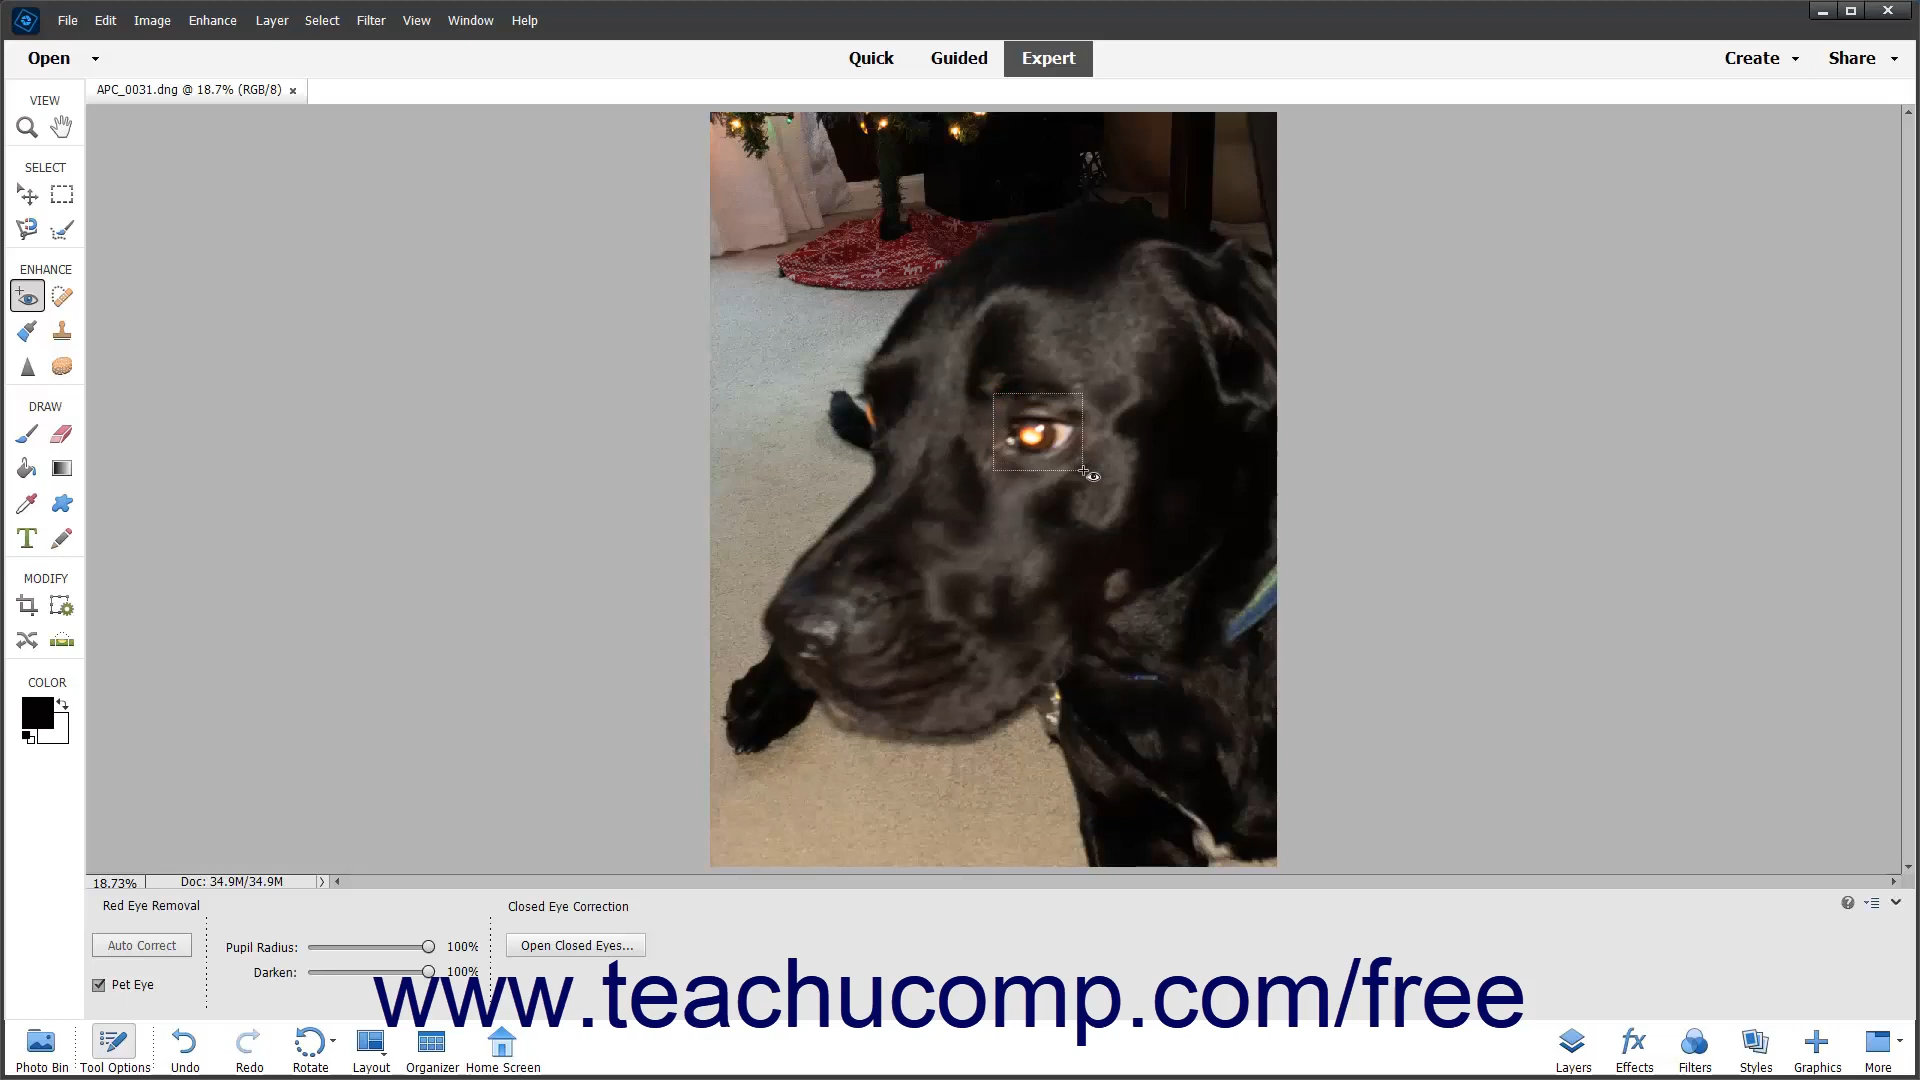 File Edit Image Enhance Layer Select Filter View Window Help
Open Quick Guided Expert Create Share
APC_0031.dng @ 18.7% (RGB/8) ×
VIEW
SELECT
ENHANCE
DRAW
T
MODIFY
COLOR
18.73% Doc: 34.9M/34.9M
Red Eye Removal Closed Eye Correction
Auto Correct Pupil Radius: 100% Open Closed Eyes...
Darken: 100%
Pet Eye
www.teachucomp.com/free
fx
Photo Bin Tool Options Undo Redo Rotate Layout Organizer Home Screen Layers Effects Filters Styles Graphics More